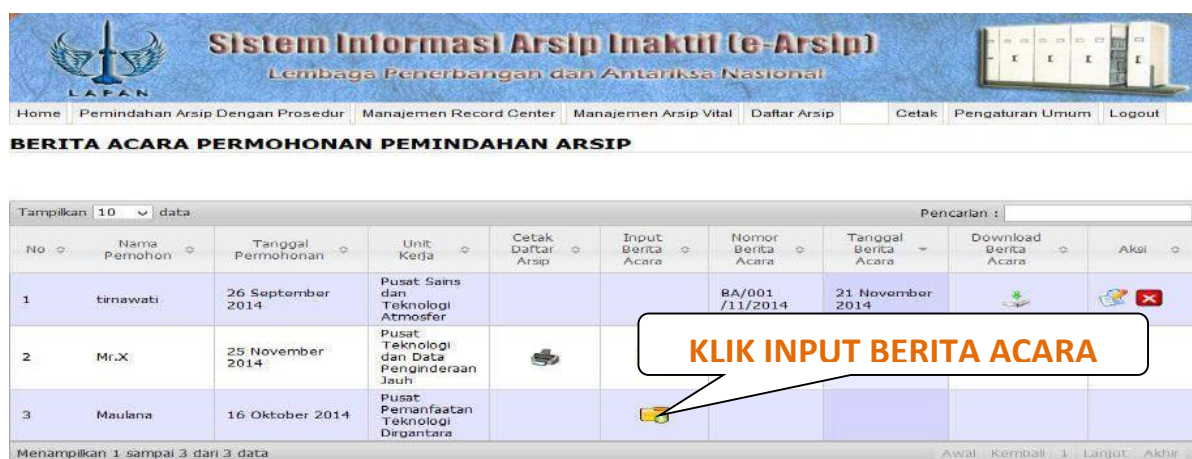 Sistem Informasi Arsip Inaktif (e-Arsip)
Lembaga Penerbangan dan Antariksa Nasional
LAPAN
Home Pemindahan Arsip Dengan Prosedur Manajemen Record Center Manajemen Arsip Vital Daftar Arsip Cetak Pengaturan Umum Logout
BERITA ACARA PERMOHONAN PEMINDAHAN ARSIP
Tampilkan 10 data Pencarian :
No Nama Pemohon Tanggal Permohonan Unit Kerja Cetak Daftar Arsip Input Berita Acara Nomor Berita Acara Tanggal Berita Acara Download Berita Acara Aksi
1 tirnawati 26 September 2014 Pusat Sains dan Teknologi Atmosfer BA/001 /11/2014 21 November 2014
2 Mr.X 25 November 2014 Pusat Teknologi dan Data Penginderaan Jauh
KLIK INPUT BERITA ACARA
3 Maulana 16 Oktober 2014 Pusat Pemanfaatan Teknologi Dirgantara
Menampilkan 1 sampai 3 dari 3 data Awal Kembali 1 Lanjut Akhir